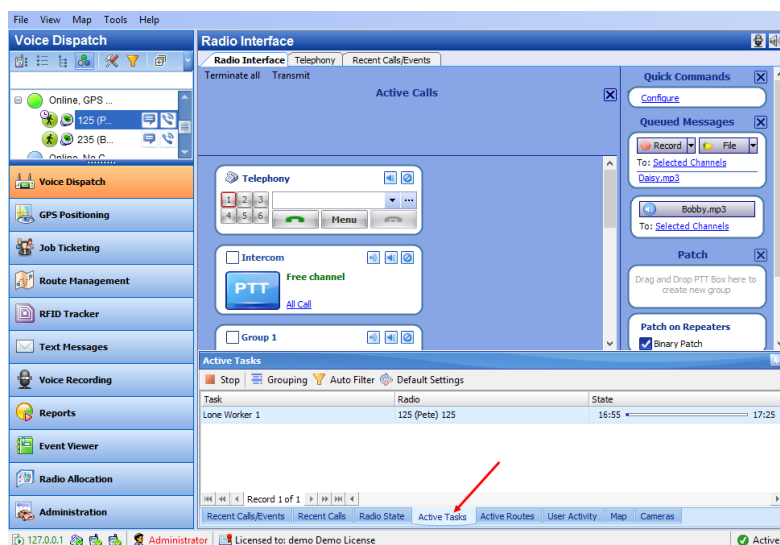 File View Map Tools Help
Voice Dispatch
Online, GPS ...
125 (P...
235 (B...
Online, No G...
Voice Dispatch
GPS Positioning
Job Ticketing
Route Management
RFID Tracker
Text Messages
Voice Recording
Reports
Event Viewer
Radio Allocation
Administration
Radio Interface
Radio Interface Telephony Recent Calls/Events
Terminate all Transmit
Active Calls
Telephony
1 2 3
4 5 6 Menu
Intercom
PTT
Free channel
All Call
Group 1
Quick Commands
Configure
Queued Messages
Record File
To: Selected Channels
Daisy.mp3
Bobby.mp3
To: Selected Channels
Patch
Drag and Drop PTT Box here to
create new group
Patch on Repeaters
Binary Patch
Active Tasks
Stop Grouping Auto Filter Default Settings
Task Radio State
Lone Worker 1 125 (Pete) 125 16:55 17:25
Record 1 of 1
Recent Calls/Events Recent Calls Radio State Active Tasks Active Routes User Activity Map Cameras
127.0.0.1 Administrator Licensed to: demo Demo License Active